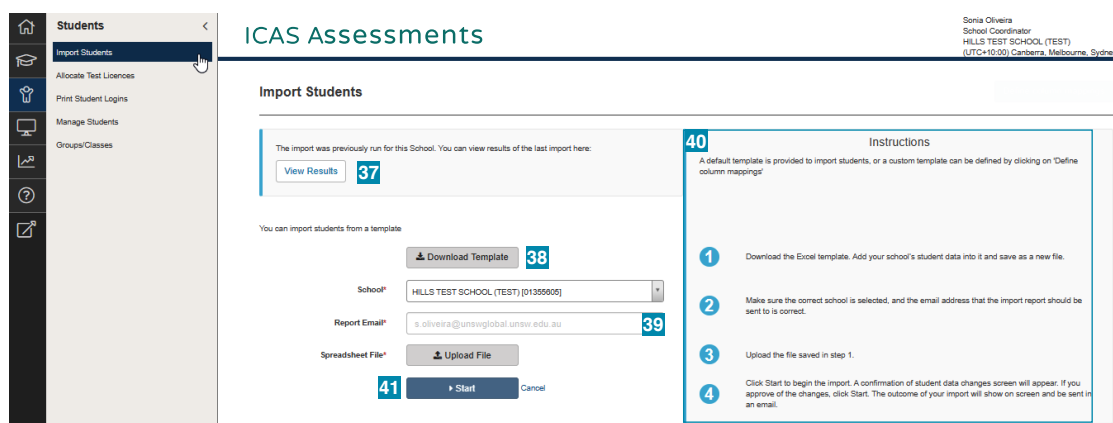 Students
Import Students
Allocate Test Licences
Print Student Logins
Manage Students
Groups/Classes
ICAS Assessments
Sonia Oliveira
School Coordinator
HILLS TEST SCHOOL (TEST)
(UTC+10:00) Canberra, Melbourne, Sydne
Import Students
The import was previously run for this School. You can view results of the last import here:
View Results
37
You can import students from a template
Download Template
38
School*
HILLS TEST SCHOOL (TEST) [01355605]
Report Email*
s.oliveira@unswglobal.unsw.edu.au
39
Spreadsheet File*
Upload File
41
Start
Cancel
40
Instructions
A default template is provided to import students, or a custom template can be defined by clicking on 'Define
column mappings'
1
Download the Excel template. Add your school's student data into it and save as a new file.
2
Make sure the correct school is selected, and the email address that the import report should be
sent to is correct.
3
Upload the file saved in step 1.
4
Click Start to begin the import. A confirmation of student data changes screen will appear. If you
approve of the changes, click Start. The outcome of your import will show on screen and be sent in
an email.